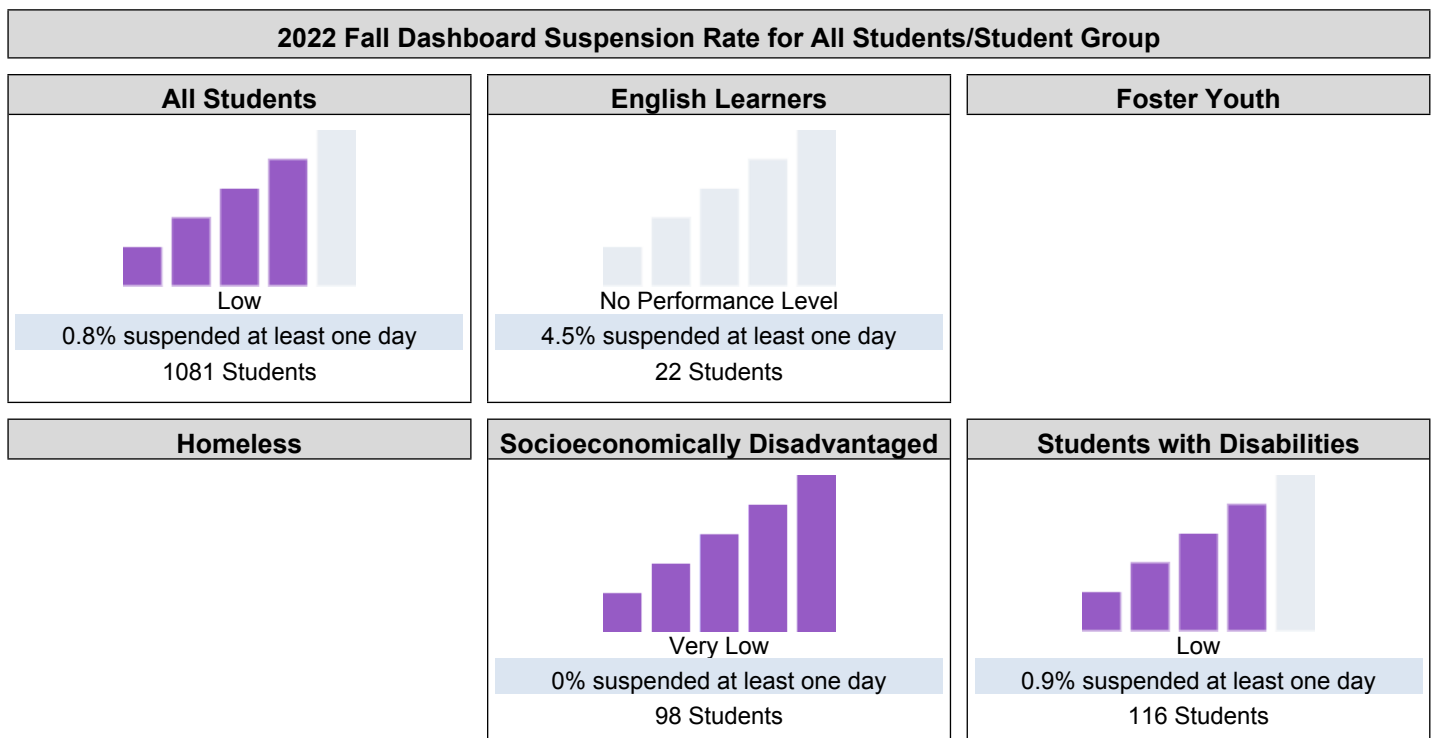 2022 Fall Dashboard Suspension Rate for All Students/Student Group
All Students
Low
0.8% suspended at least one day
1081 Students
English Learners
No Performance Level
4.5% suspended at least one day
22 Students
Foster Youth
Homeless
Socioeconomically Disadvantaged
Very Low
0% suspended at least one day
98 Students
Students with Disabilities
Low
0.9% suspended at least one day
116 Students